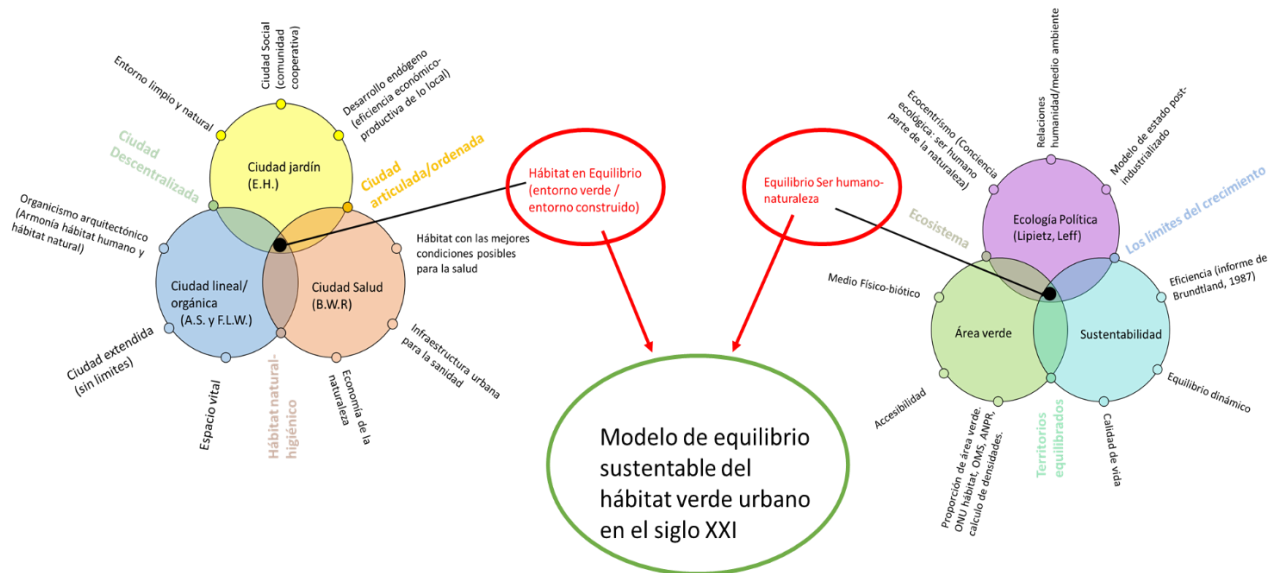 Ciudad Social
(comunidad
cooperativa)
Entorno limpio y natural
Desarrollo endógeno
(eficiencia económico-
productiva de lo local)
Ciudad
Descentralizada
Ciudad jardín
(E.H.)
Ciudad
articulada/ordenada
Organicismo arquitectónico
(Armonía hábitat humano y
hábitat natural)
Hábitat con las mejores
condiciones posibles
para la salud
Ciudad lineal/
orgánica
(A.S. y F.L.W.)
Ciudad Salud
(B.W.R)
Ciudad extendida
(sin limites)
Espacio vital
Hábitat natural-
higiénico
Economía de la
naturaleza
Infraestructura urbana
para la sanidad
Hábitat en Equilibrio
(entorno verde /
entorno construido)
Equilibrio Ser humano-
naturaleza
Modelo de equilibrio
sustentable del
hábitat verde urbano
en el siglo XXI
Relaciones
humanidad/medio ambiente
Ecocentrísmo (Conciencia
ecológica: ser humano
parte de la naturaleza)
Modelo de estado post-
industrializado
Ecosistema
Ecología Política
(Lipietz, Leff)
Los límites del crecimiento
Medio Físico-biótico
Eficiencia (informe de
Brundtland, 1987)
Área verde
Sustentabilidad
Accesibilidad
Proporción de área verde.
ONU hábitat, OMS, ANPR,
calculo de densidades.
Territorios
equilibrados
Calidad de
vida
Equilibrio dinámico